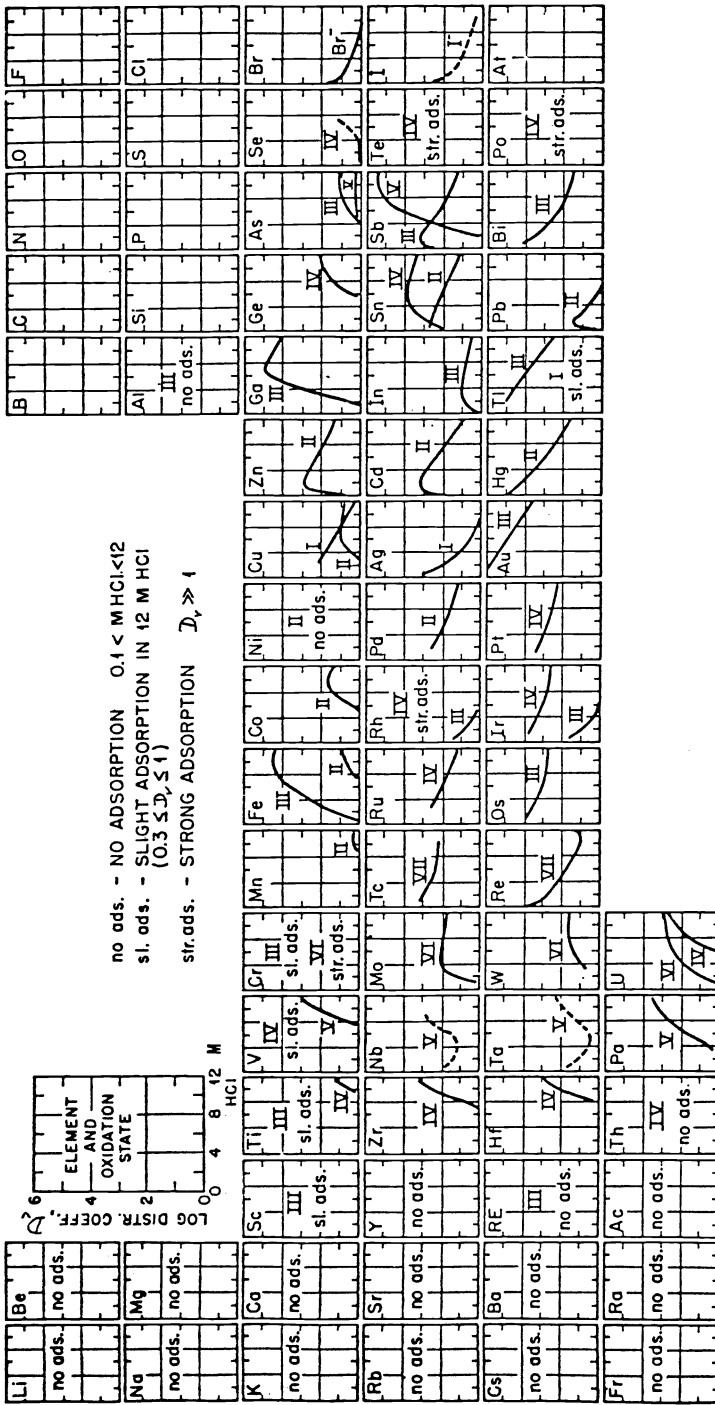 no ads. - NO ADSORPTION 0.1 < M HCl.<12
sl. ads. - SLIGHT ADSORPTION IN 12 M HCl
(0.3 ≤ Dv ≤ 1)
str. ads. - STRONG ADSORPTION Dv >> 1
LOG DISTR. COEFF., Dv
6
4
2
0
ELEMENT
AND
OXIDATION
STATE
0 4 8 12 M
HCl
Li
no ads.
Be
no ads.
B
C
N
O
F
Na
no ads.
Mg
no ads.
Al
III
no ads.
Si
P
S
Cl
K
no ads.
Ca
no ads.
Sc
III
sl. ads.
Ti
III
sl. ads.
IV
V
IV
sl. ads.
V
Cr
III
sl. ads.
VI
str. ads.
Mn
II
Fe
III
II
Co
II
Ni
II
no ads.
Cu
I
II
Zn
II
Ga
III
Ge
IV
As
III
V
Se
IV
Br
Br⁻
Rb
no ads.
Sr
no ads.
Y
no ads.
Zr
IV
Nb
V
Mo
VI
Tc
VII
Ru
IV
Rh
IV
str. ads.
III
Pd
II
Ag
I
Cd
II
In
III
Sn
IV
II
Sb
III
V
Te
IV
str. ads.
I
I⁻
Cs
no ads.
Ba
no ads.
RE
III
no ads.
Hf
IV
Ta
V
W
VI
Re
VII
Os
III
Ir
IV
III
Pt
IV
Au
III
Hg
II
Tl
III
I
sl. ads.
Pb
II
Bi
III
Po
IV
str. ads.
At
Fr
no ads.
Ra
no ads.
Ac
no ads.
Th
IV
no ads.
Pa
V
U
VI
IV